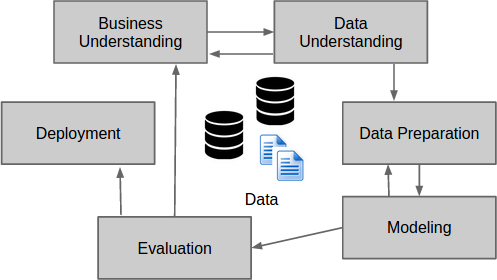 Business
Understanding
Data
Understanding
Deployment
Data Preparation
Data
Modeling
Evaluation